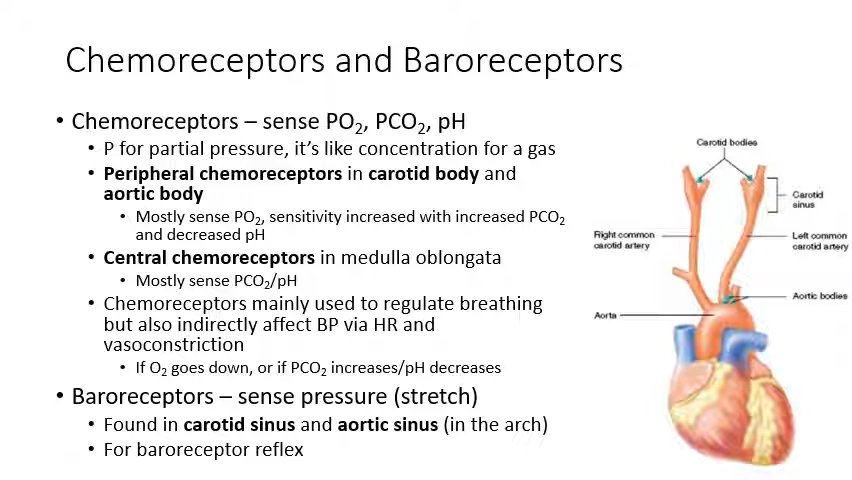 Chemoreceptors and Baroreceptors
• Chemoreceptors – sense PO₂, PCO₂, pH
• P for partial pressure, it's like concentration for a gas
• Peripheral chemoreceptors in carotid body and
aortic body
• Mostly sense PO₂, sensitivity increased with increased PCO₂
and decreased pH
• Central chemoreceptors in medulla oblongata
• Mostly sense PCO₂/pH
• Chemoreceptors mainly used to regulate breathing
but also indirectly affect BP via HR and
vasoconstriction
• If O₂ goes down, or if PCO₂ increases/pH decreases
• Baroreceptors – sense pressure (stretch)
• Found in carotid sinus and aortic sinus (in the arch)
• For baroreceptor reflex
Carotid bodies
Carotid
sinus
Right common
carotid artery
Left common
carotid artery
Aortic bodies
Aorta